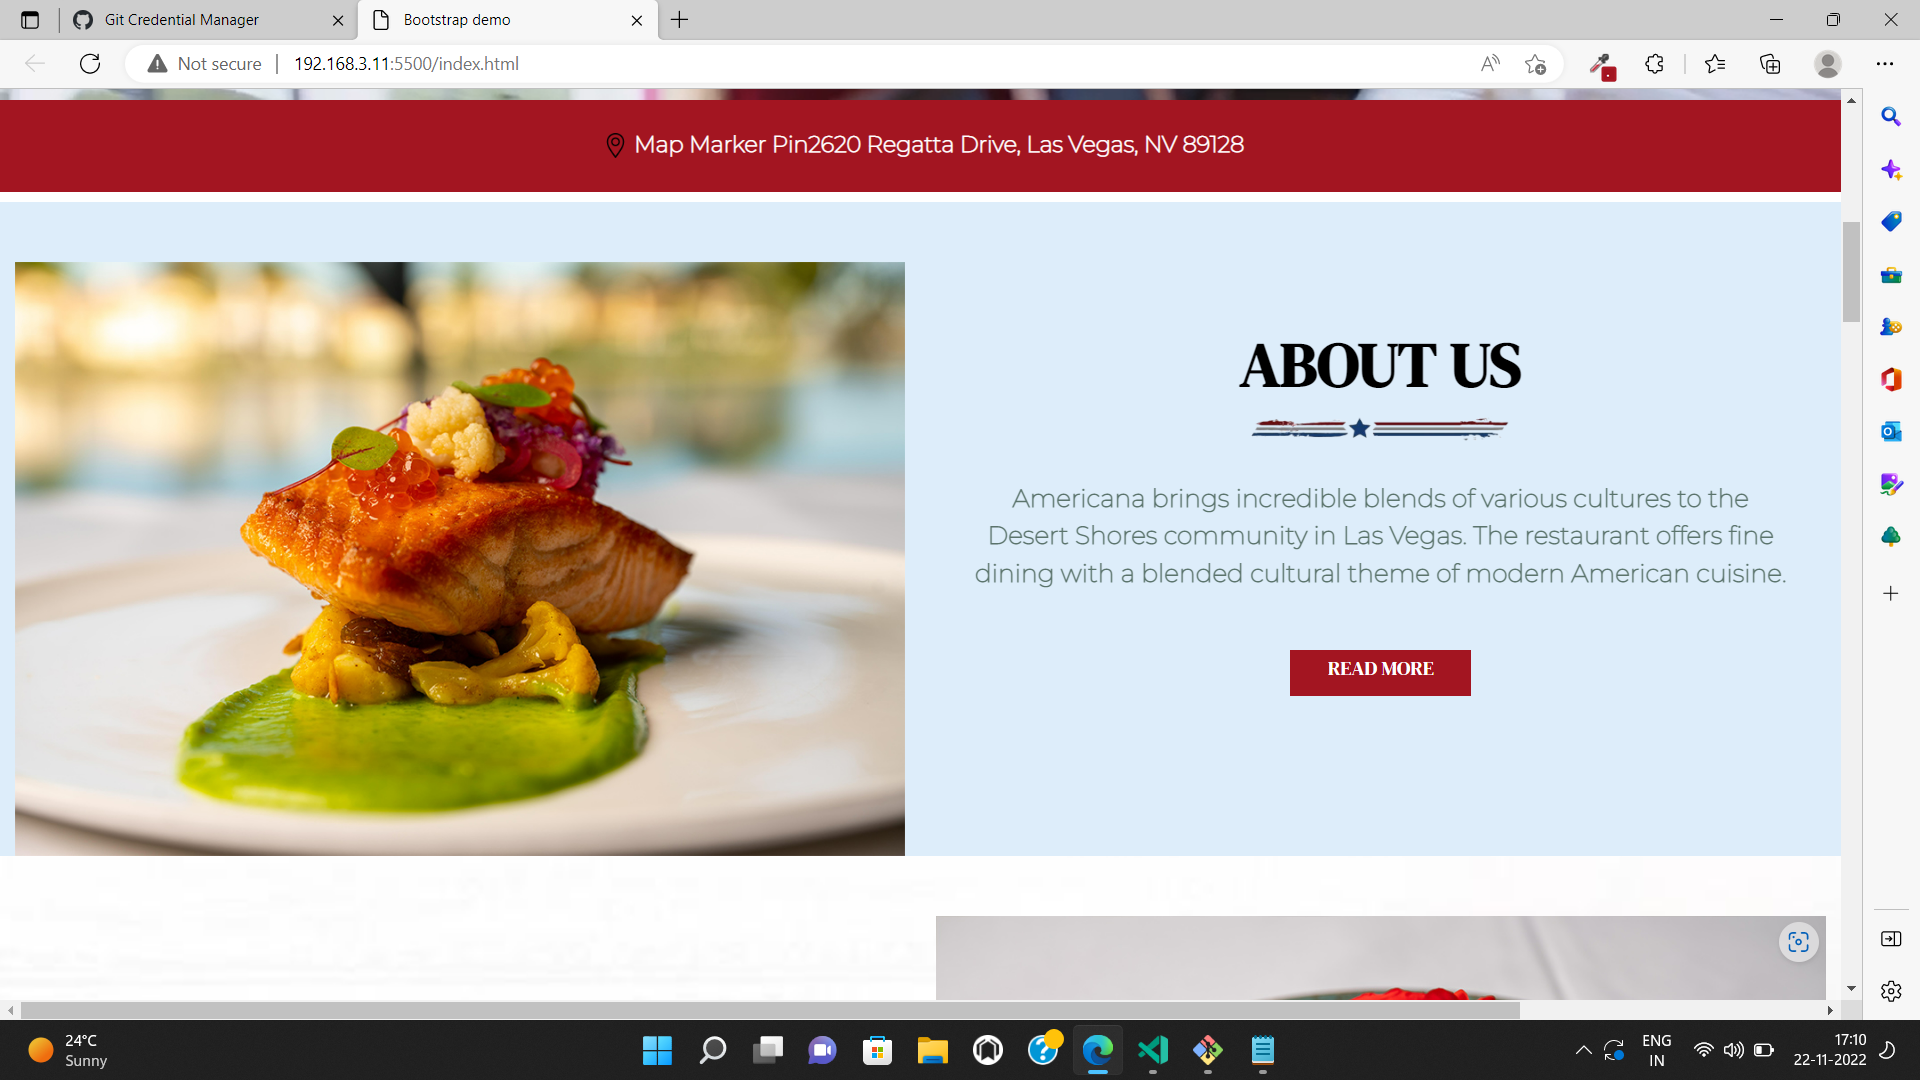 Git Credential Manager
Bootstrap demo
Not secure
192.168.3.11:5500/index.html
Map Marker Pin2620 Regatta Drive, Las Vegas, NV 89128
ABOUT US
Americana brings incredible blends of various cultures to the
Desert Shores community in Las Vegas. The restaurant offers fine
dining with a blended cultural theme of modern American cuisine.
READ MORE
24°C
Sunny
ENG
IN
17:10
22-11-2022